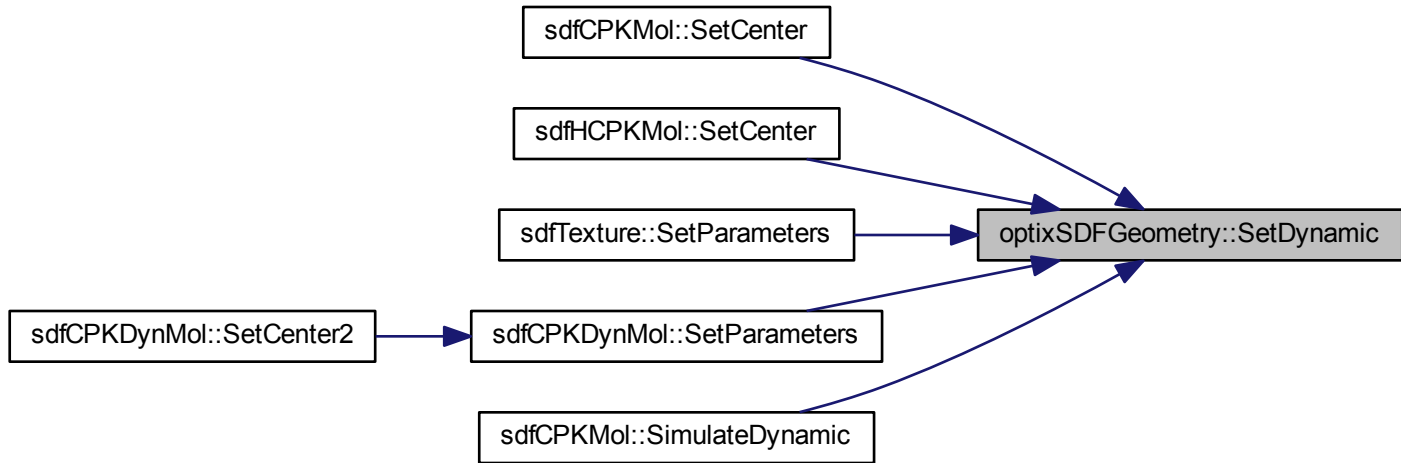 sdfCPKMol::SetCenter
sdfHCPKMol::SetCenter
sdfTexture::SetParameters
optixSDFGeometry::SetDynamic
sdfCPKDynMol::SetCenter2
sdfCPKDynMol::SetParameters
sdfCPKMol::SimulateDynamic